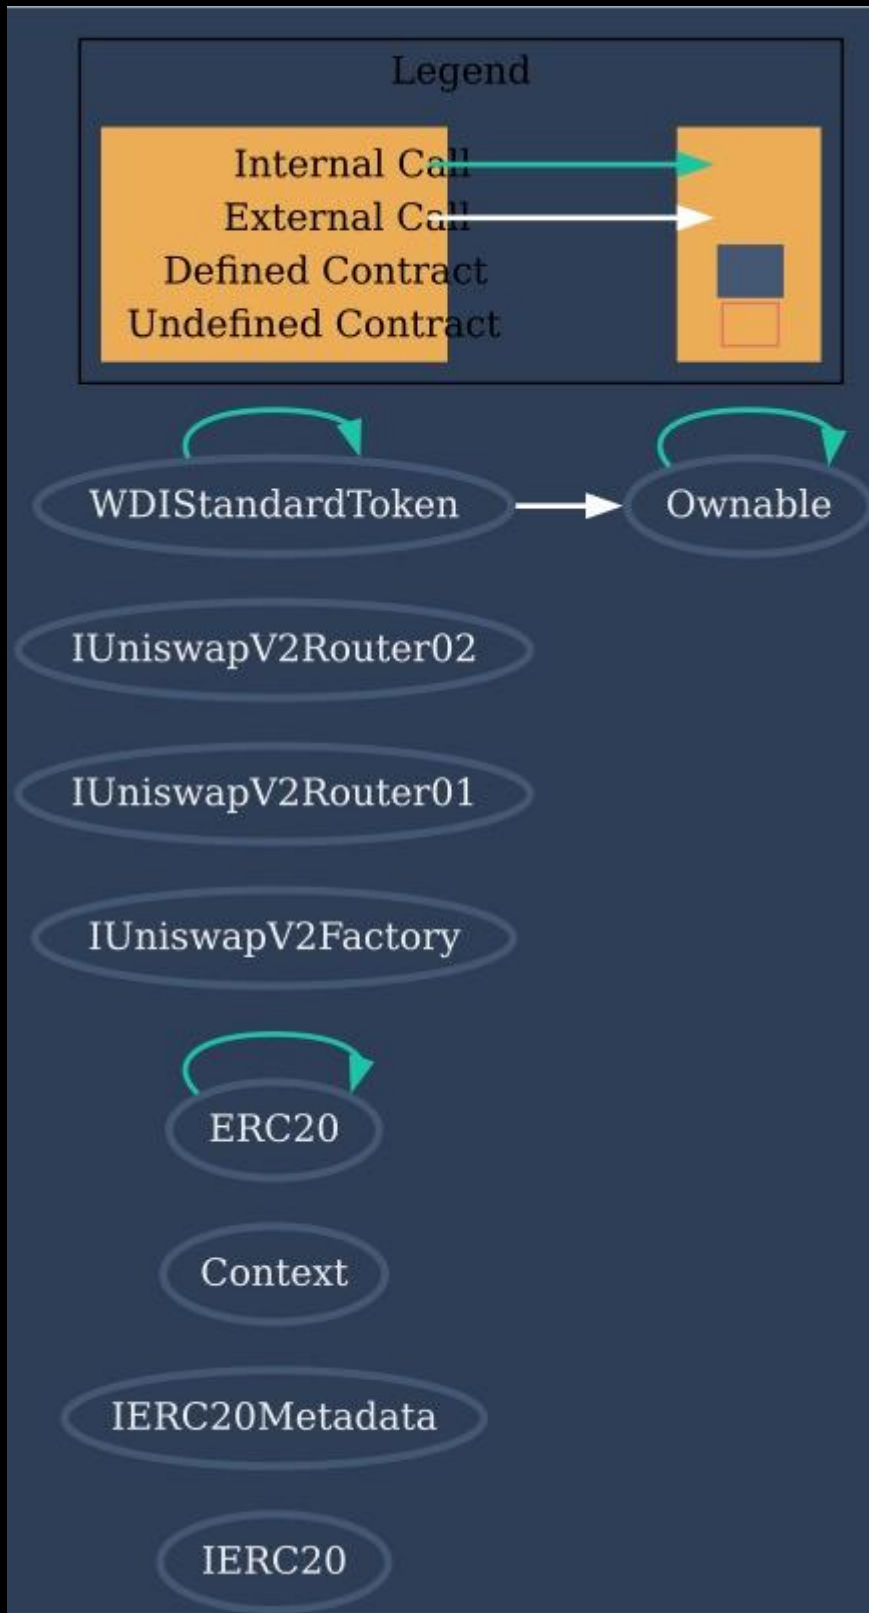 Legend
Internal Call
External Call
Defined Contract
Undefined Contract
WDIStandardToken
Ownable
IUniswapV2Router02
IUniswapV2Router01
IUniswapV2Factory
ERC20
Context
IERC20Metadata
IERC20